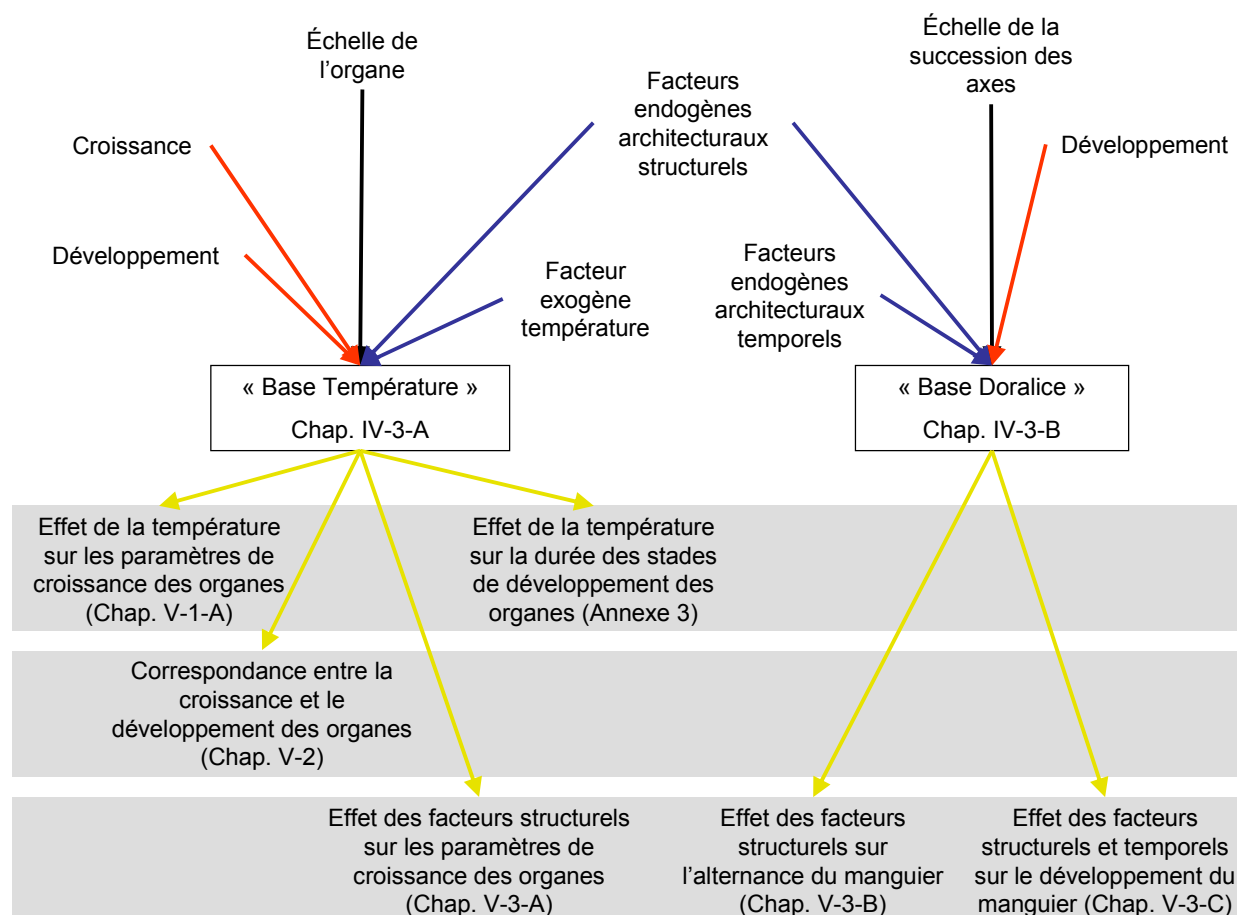 Échelle de
l'organe
Échelle de la
succession des
axes
Facteurs
endogènes
architecturaux
structurels
Croissance
Développement
Développement
Facteur
exogène
température
Facteurs
endogènes
architecturaux
temporels
« Base Température »
Chap. IV-3-A
« Base Doralice »
Chap. IV-3-B
Effet de la température
sur les paramètres de
croissance des organes
(Chap. V-1-A)
Effet de la température
sur la durée des stades
de développement des
organes (Annexe 3)
Correspondance entre la
croissance et le
développement des organes
(Chap. V-2)
Effet des facteurs structurels
sur les paramètres de
croissance des organes
(Chap. V-3-A)
Effet des facteurs
structurels sur
l'alternance du manguier
(Chap. V-3-B)
Effet des facteurs
structurels et temporels
sur le développement du
manguier (Chap. V-3-C)